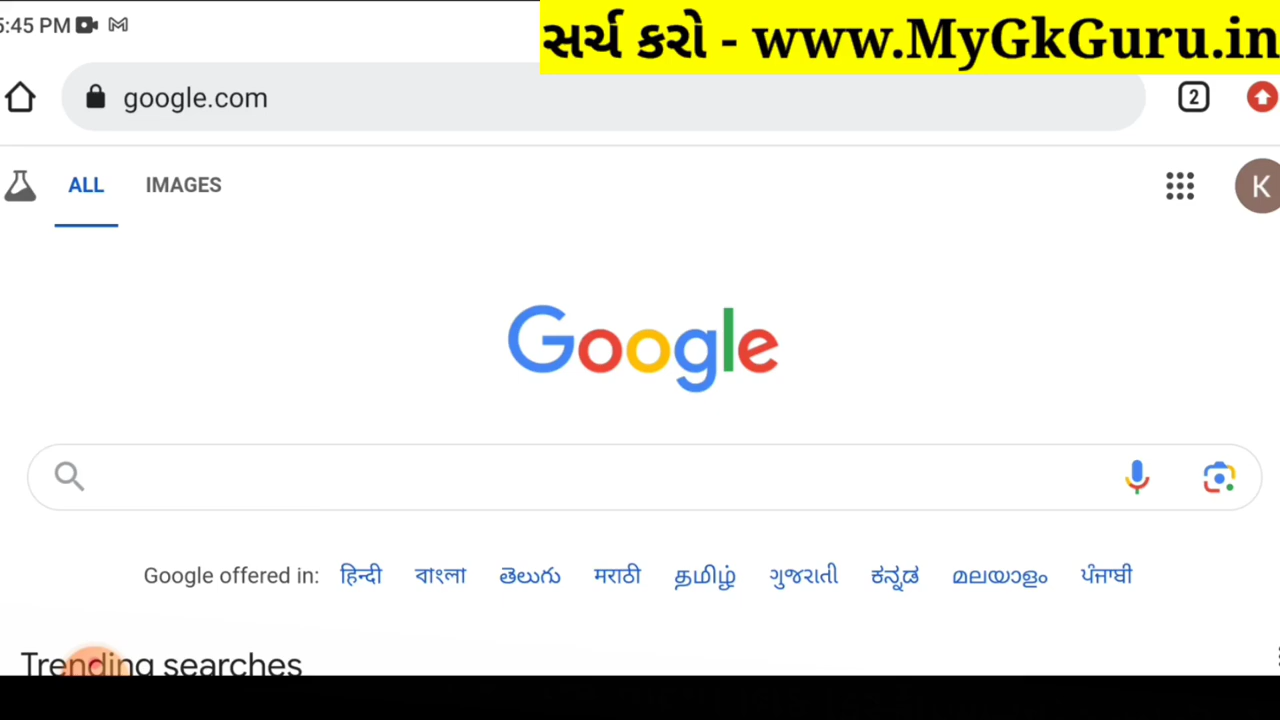 5:45 PM
સર્ચ કરો - www.MyGkGuru.in
google.com
2
ALL IMAGES
K
Google
Google offered in: हिन्दी বাংলা తెలుగు मराठी தமிழ் ગુજરાતી ಕನ್ನಡ മലയാളം ਪੰਜਾਬੀ
Trending searches